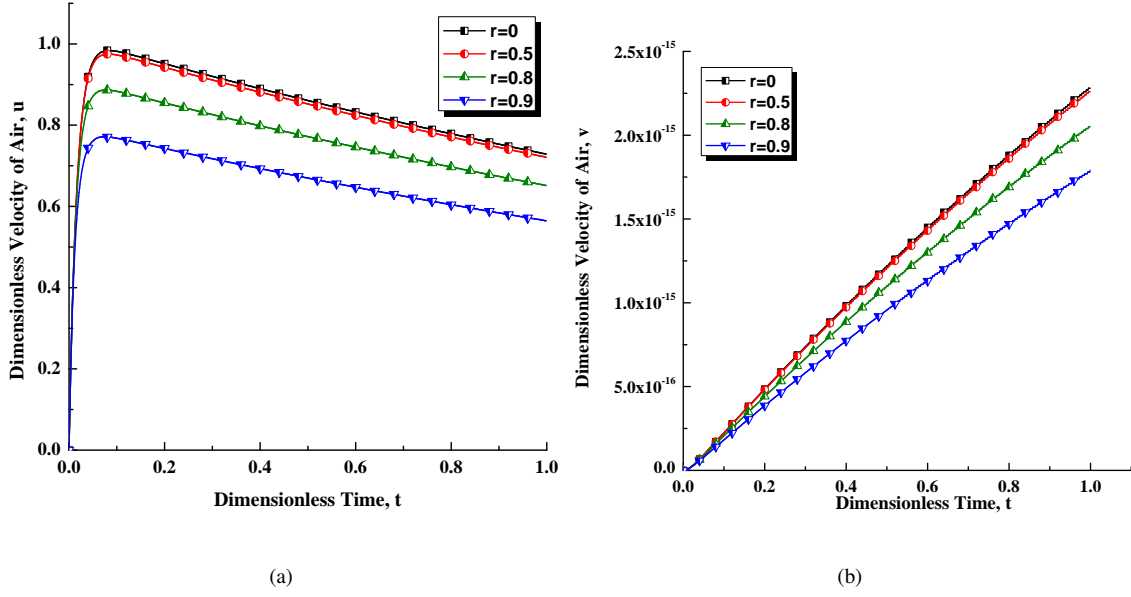 r=0
r=0.5
r=0.8
r=0.9
Dimensionless Velocity of Air, u
1.0
0.8
0.6
0.4
0.2
0.0
0.0 0.2 0.4 0.6 0.8 1.0
Dimensionless Time, t
(a)
r=0
r=0.5
r=0.8
r=0.9
Dimensionless Velocity of Air, v
2.5x10-15
2.0x10-15
1.5x10-15
1.0x10-15
5.0x10-16
0.0
0.0 0.2 0.4 0.6 0.8 1.0
Dimensionless Time, t
(b)